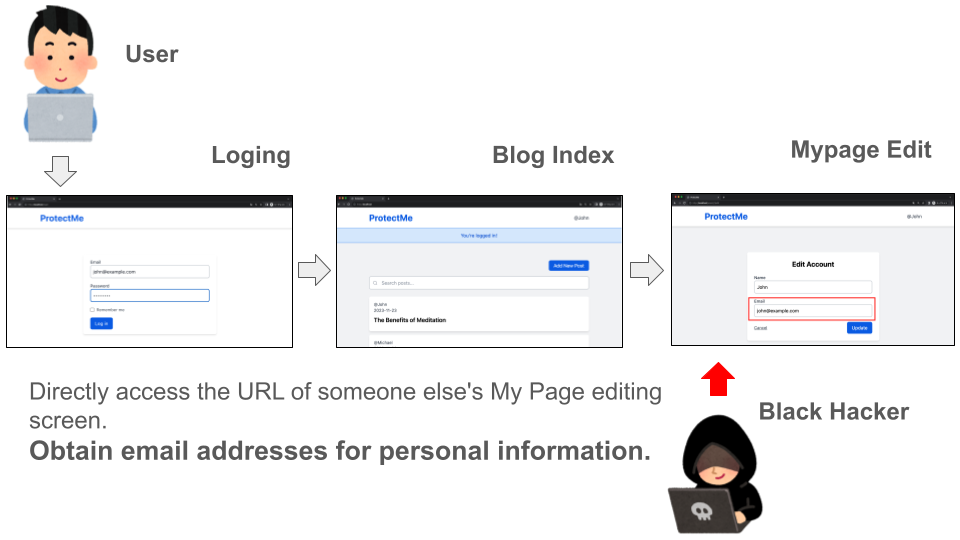 User
Loging
Blog Index
Mypage Edit
ProtectMe
Email
john@example.com
Password
Remember me
Log in
ProtectMe
@John
You're logged in!
Add New Post
Search posts...
@John
2023-11-23
The Benefits of Meditation
@Michael
ProtectMe
@John
Edit Account
Name
John
Email
john@example.com
Cancel
Update
Directly access the URL of someone else's My Page editing
screen.
Obtain email addresses for personal information.
Black Hacker